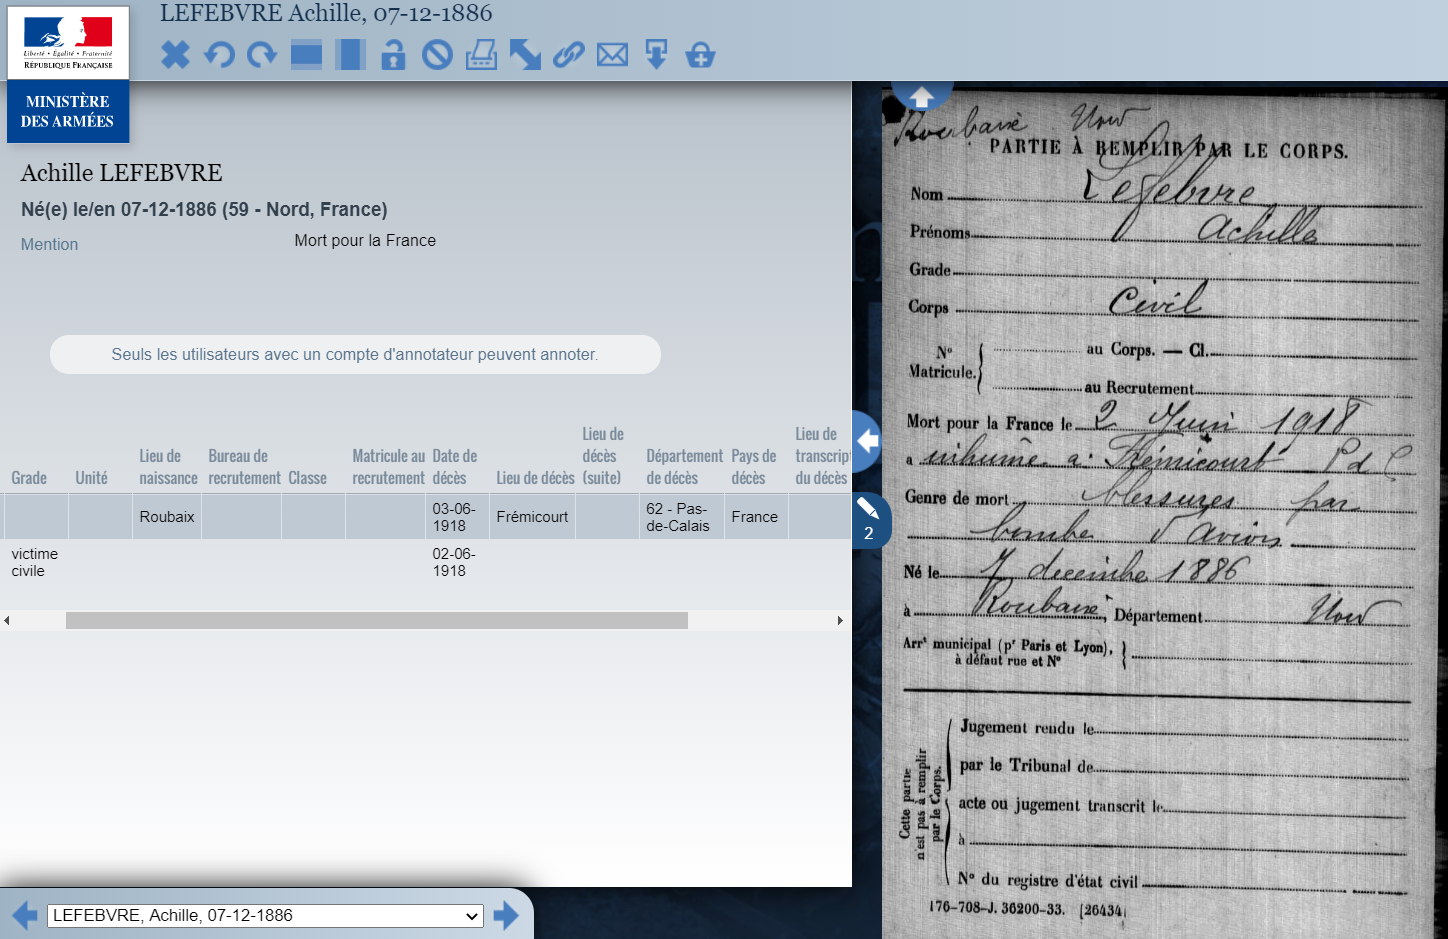 LEFEBVRE Achille, 07-12-1886
Liberté • Égalité • Fraternité
RÉPUBLIQUE FRANÇAISE
MINISTÈRE
DES ARMÉES
Achille LEFEBVRE
Né(e) le/en 07-12-1886 (59 - Nord, France)
Mention Mort pour la France
Seuls les utilisateurs avec un compte d'annotateur peuvent annoter.
Grade Unité Lieu de naissance Bureau de recrutement Classe Matricule au recrutement Date de décès Lieu de décès Lieu de décès (suite) Département de décès Pays de décès Lieu de transcript du décès
Roubaix 03-06-1918 Frémicourt 62 - Pas-de-Calais France
victime civile 02-06-1918
2
LEFEBVRE, Achille, 07-12-1886
Roubaix Nord
PARTIE À REMPLIR PAR LE CORPS.
Nom Lefebvre
Prénoms Achille
Grade
Corps Civil
N° Matricule. au Corps. — Cl.
au Recrutement
Mort pour la France le 2 Juin 1918
a inhumé à Frémicourt P d C
Genre de mort blessures par
bombe d'avions
Né le 7 décembre 1886
à Roubaix, Département Nord
Arrt municipal (pr Paris et Lyon),
à défaut rue et N°
Cette partie
n'est pas à remplir
par le Corps.
Jugement rendu le
par le Tribunal de
acte ou jugement transcrit le
à
N° du registre d'état civil
176-708-J. 36200-33. [26434]